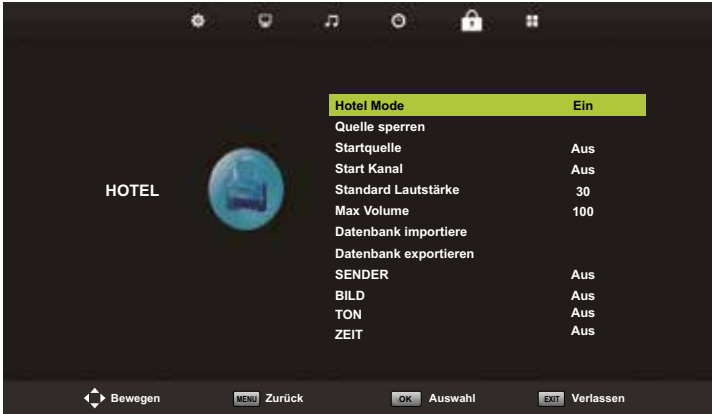 Hotel Mode Ein
Quelle sperren
Startquelle Aus
Start Kanal Aus
HOTEL
Standard Lautstärke 30
Max Volume 100
Datenbank importiere
Datenbank exportieren
SENDER Aus
BILD Aus
TON Aus
ZEIT Aus
Bewegen MENU Zurück OK Auswahl EXIT Verlassen